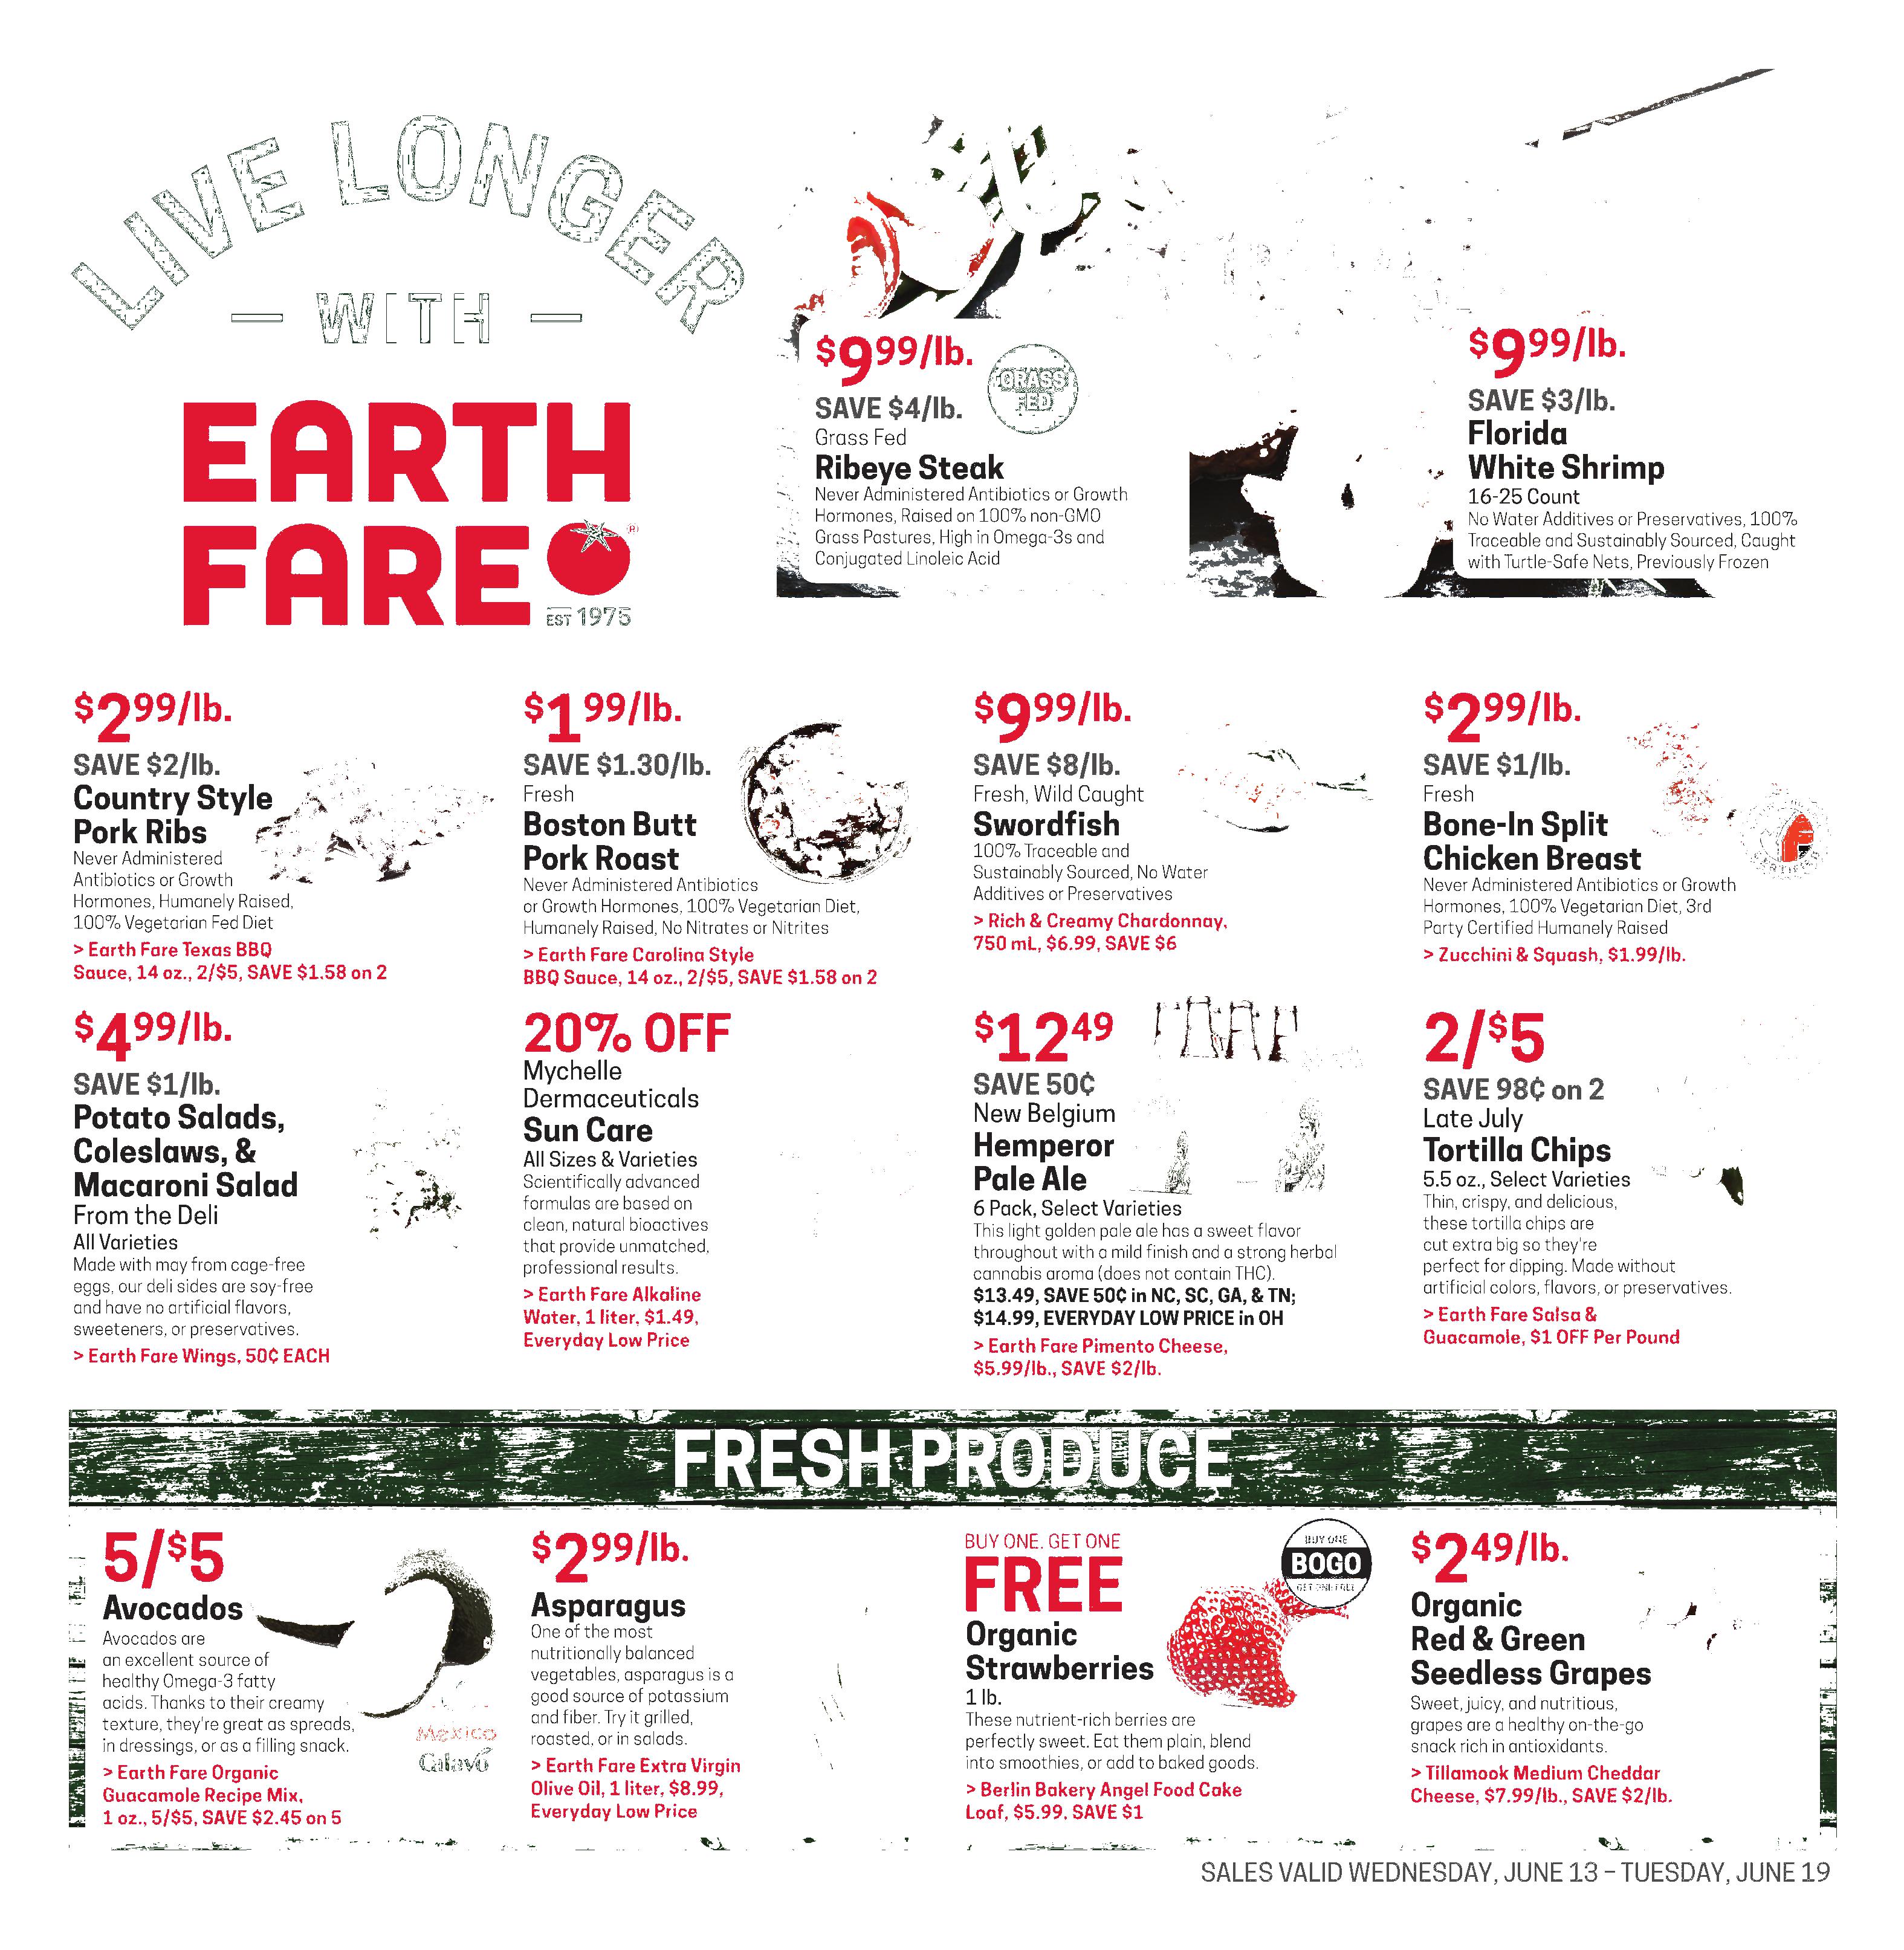 LIVE LONGER
WITH
EARTH
FARE
®
EST 1975
$9.99/lb.
SAVE $4/lb.
Grass Fed
Ribeye Steak
Never Administered Antibiotics or Growth
Hormones, Raised on 100% non-GMO
Grass Pastures, High in Omega-3s and
Conjugated Linoleic Acid
GRASS
FED
$9.99/lb.
SAVE $3/lb.
Florida
White Shrimp
16-25 Count
No Water Additives or Preservatives, 100%
Traceable and Sustainably Sourced, Caught
with Turtle-Safe Nets, Previously Frozen
$2.99/lb.
SAVE $2/lb.
Country Style
Pork Ribs
Never Administered
Antibiotics or Growth
Hormones, Humanely Raised,
100% Vegetarian Fed Diet
> Earth Fare Texas BBQ
Sauce, 14 oz., 2/$5, SAVE $1.58 on 2
$1.99/lb.
SAVE $1.30/lb.
Fresh
Boston Butt
Pork Roast
Never Administered Antibiotics
or Growth Hormones, 100% Vegetarian Diet,
Humanely Raised, No Nitrates or Nitrites
> Earth Fare Carolina Style
BBQ Sauce, 14 oz., 2/$5, SAVE $1.58 on 2
$9.99/lb.
SAVE $8/lb.
Fresh, Wild Caught
Swordfish
100% Traceable and
Sustainably Sourced, No Water
Additives or Preservatives
> Rich & Creamy Chardonnay,
750 mL, $6.99, SAVE $6
$2.99/lb.
SAVE $1/lb.
Fresh
Bone-In Split
Chicken Breast
Never Administered Antibiotics or Growth
Hormones, 100% Vegetarian Diet, 3rd
Party Certified Humanely Raised
> Zucchini & Squash, $1.99/lb.
$4.99/lb.
SAVE $1/lb.
Potato Salads,
Coleslaws, &
Macaroni Salad
From the Deli
All Varieties
Made with may from cage-free
eggs, our deli sides are soy-free
and have no artificial flavors,
sweeteners, or preservatives.
> Earth Fare Wings, 50¢ EACH
20% OFF
Mychelle
Dermaceuticals
Sun Care
All Sizes & Varieties
Scientifically advanced
formulas are based on
clean, natural bioactives
that provide unmatched,
professional results.
> Earth Fare Alkaline
Water, 1 liter, $1.49,
Everyday Low Price
$12.49
SAVE 50¢
New Belgium
Hemperor
Pale Ale
6 Pack, Select Varieties
This light golden pale ale has a sweet flavor
throughout with a mild finish and a strong herbal
cannabis aroma (does not contain THC).
$13.49, SAVE 50¢ in NC, SC, GA, & TN;
$14.99, EVERYDAY LOW PRICE in OH
> Earth Fare Pimento Cheese,
$5.99/lb., SAVE $2/lb.
2/$5
SAVE 98¢ on 2
Late July
Tortilla Chips
5.5 oz., Select Varieties
Thin, crispy, and delicious,
these tortilla chips are
cut extra big so they're
perfect for dipping. Made without
artificial colors, flavors, or preservatives.
> Earth Fare Salsa &
Guacamole, $1 OFF Per Pound
FRESH PRODUCE
5/$5
Avocados
Avocados are
an excellent source of
healthy Omega-3 fatty
acids. Thanks to their creamy
texture, they're great as spreads,
in dressings, or as a filling snack.
> Earth Fare Organic
Guacamole Recipe Mix,
1 oz., 5/$5, SAVE $2.45 on 5
Mexico
Calavo
$2.99/lb.
Asparagus
One of the most
nutritionally balanced
vegetables, asparagus is a
good source of potassium
and fiber. Try it grilled,
roasted, or in salads.
> Earth Fare Extra Virgin
Olive Oil, 1 liter, $8.99,
Everyday Low Price
BUY ONE, GET ONE
FREE
Organic
Strawberries
1 lb.
These nutrient-rich berries are
perfectly sweet. Eat them plain, blend
into smoothies, or add to baked goods.
> Berlin Bakery Angel Food Cake
Loaf, $5.99, SAVE $1
BUY ONE
BOGO
GET ONE FREE
$2.49/lb.
Organic
Red & Green
Seedless Grapes
Sweet, juicy, and nutritious,
grapes are a healthy on-the-go
snack rich in antioxidants.
> Tillamook Medium Cheddar
Cheese, $7.99/lb., SAVE $2/lb.
SALES VALID WEDNESDAY, JUNE 13 – TUESDAY, JUNE 19